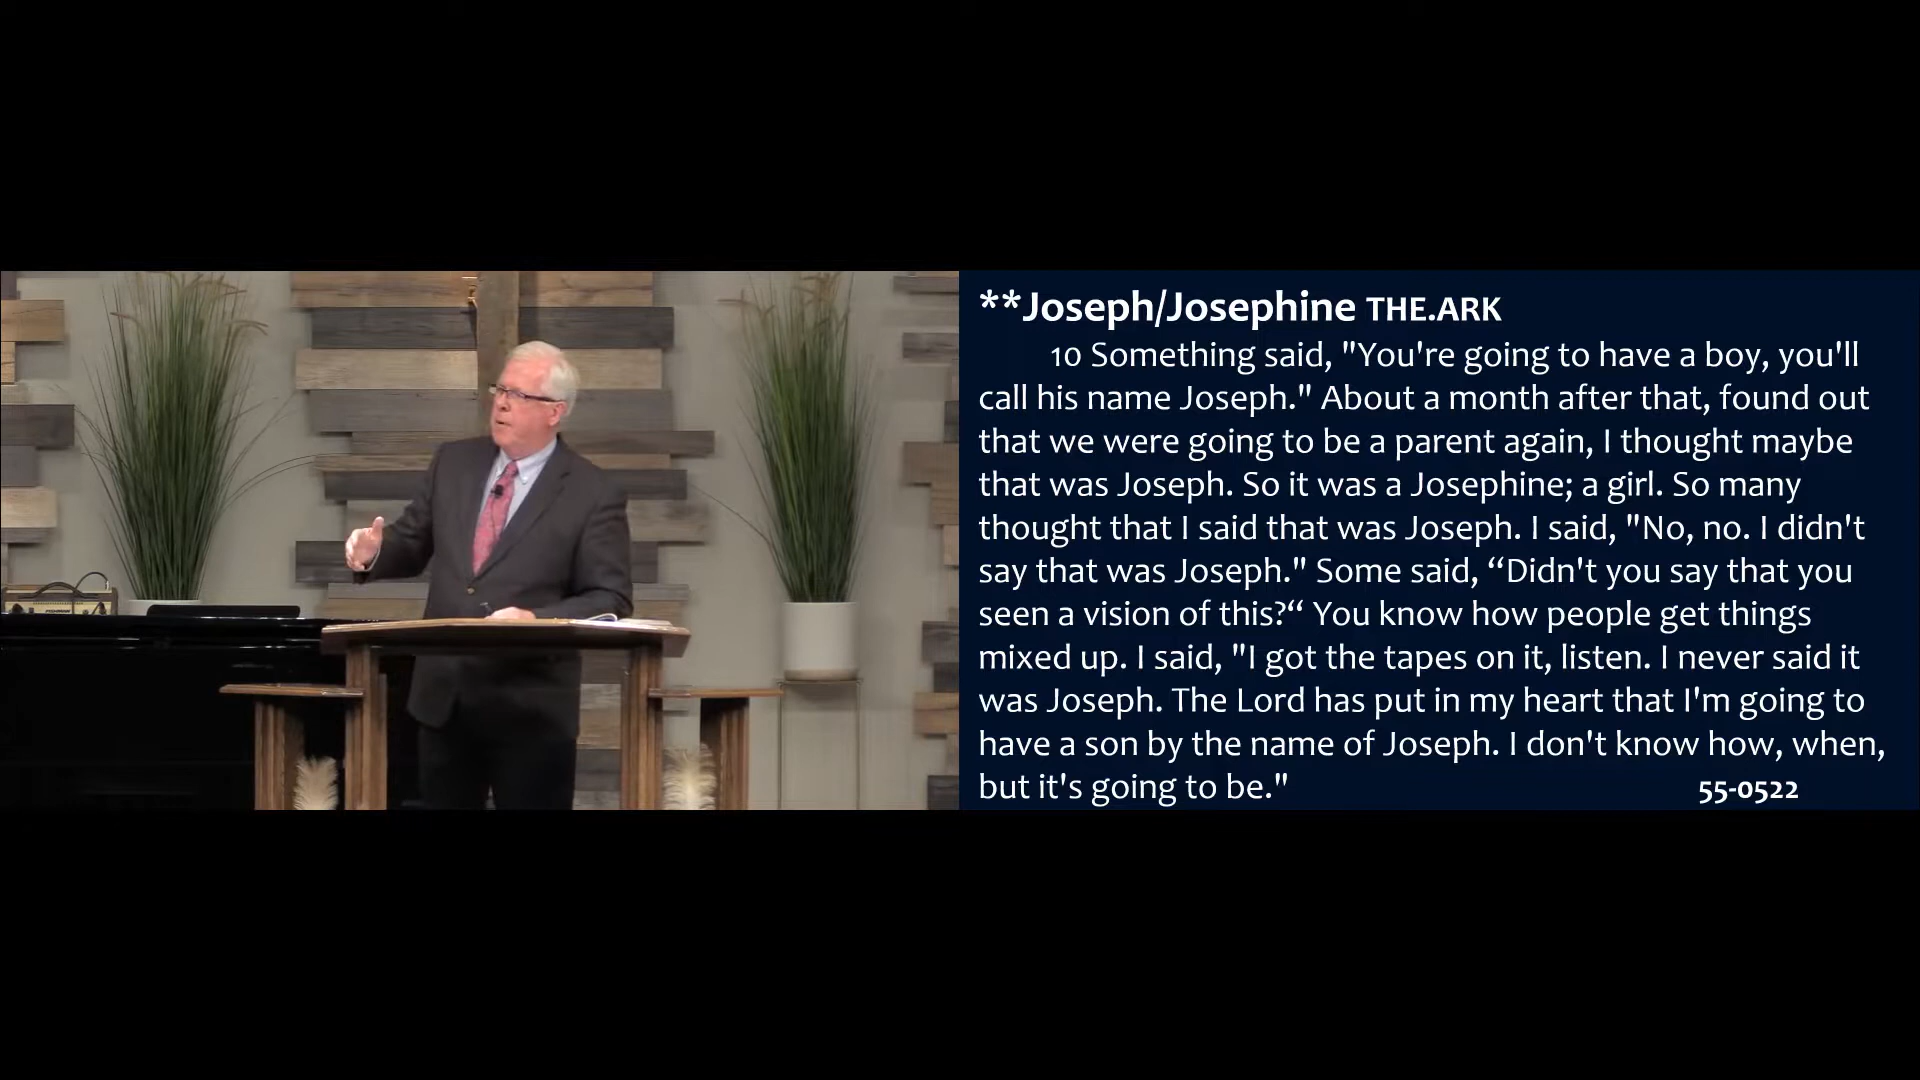 **Joseph/Josephine THE.ARK
10 Something said, "You're going to have a boy, you'll
call his name Joseph." About a month after that, found out
that we were going to be a parent again, I thought maybe
that was Joseph. So it was a Josephine; a girl. So many
thought that I said that was Joseph. I said, "No, no. I didn't
say that was Joseph." Some said, “Didn't you say that you
seen a vision of this?“ You know how people get things
mixed up. I said, "I got the tapes on it, listen. I never said it
was Joseph. The Lord has put in my heart that I'm going to
have a son by the name of Joseph. I don't know how, when,
but it's going to be."
55-0522